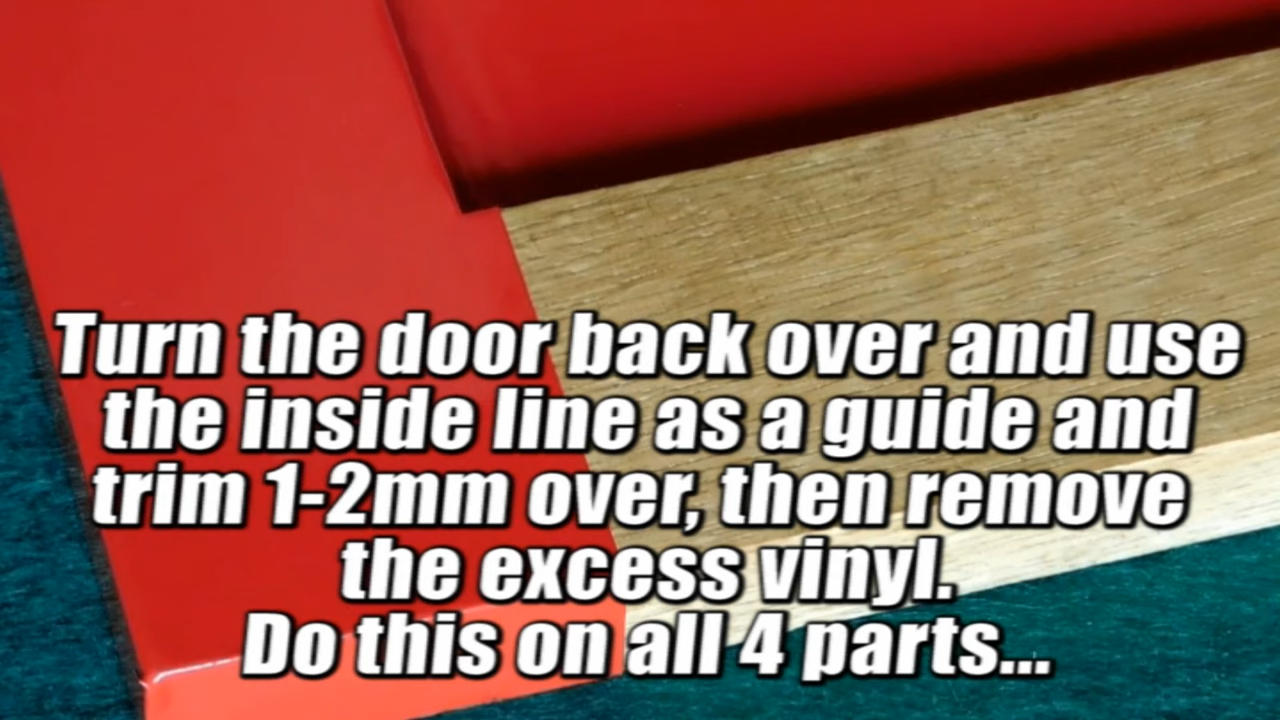 Turn the door back over and use
the inside line as a guide and
trim 1-2mm over, then remove
the excess vinyl.
Do this on all 4 parts...